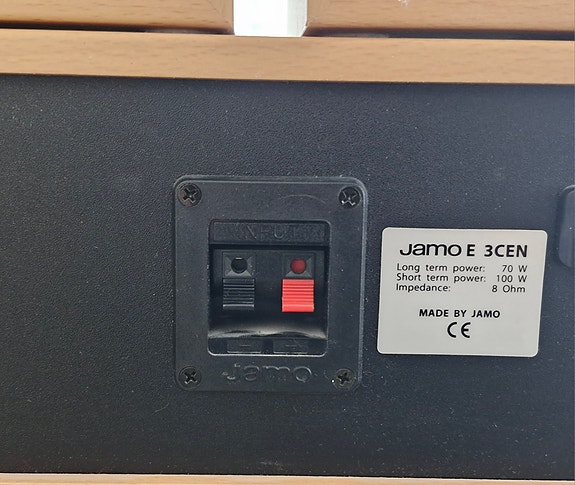 INPUT
Jamo E 3CEN
Long term power: 70 W
Short term power: 100 W
Impedance: 8 Ohm
MADE BY JAMO
CE
- +
Jamo